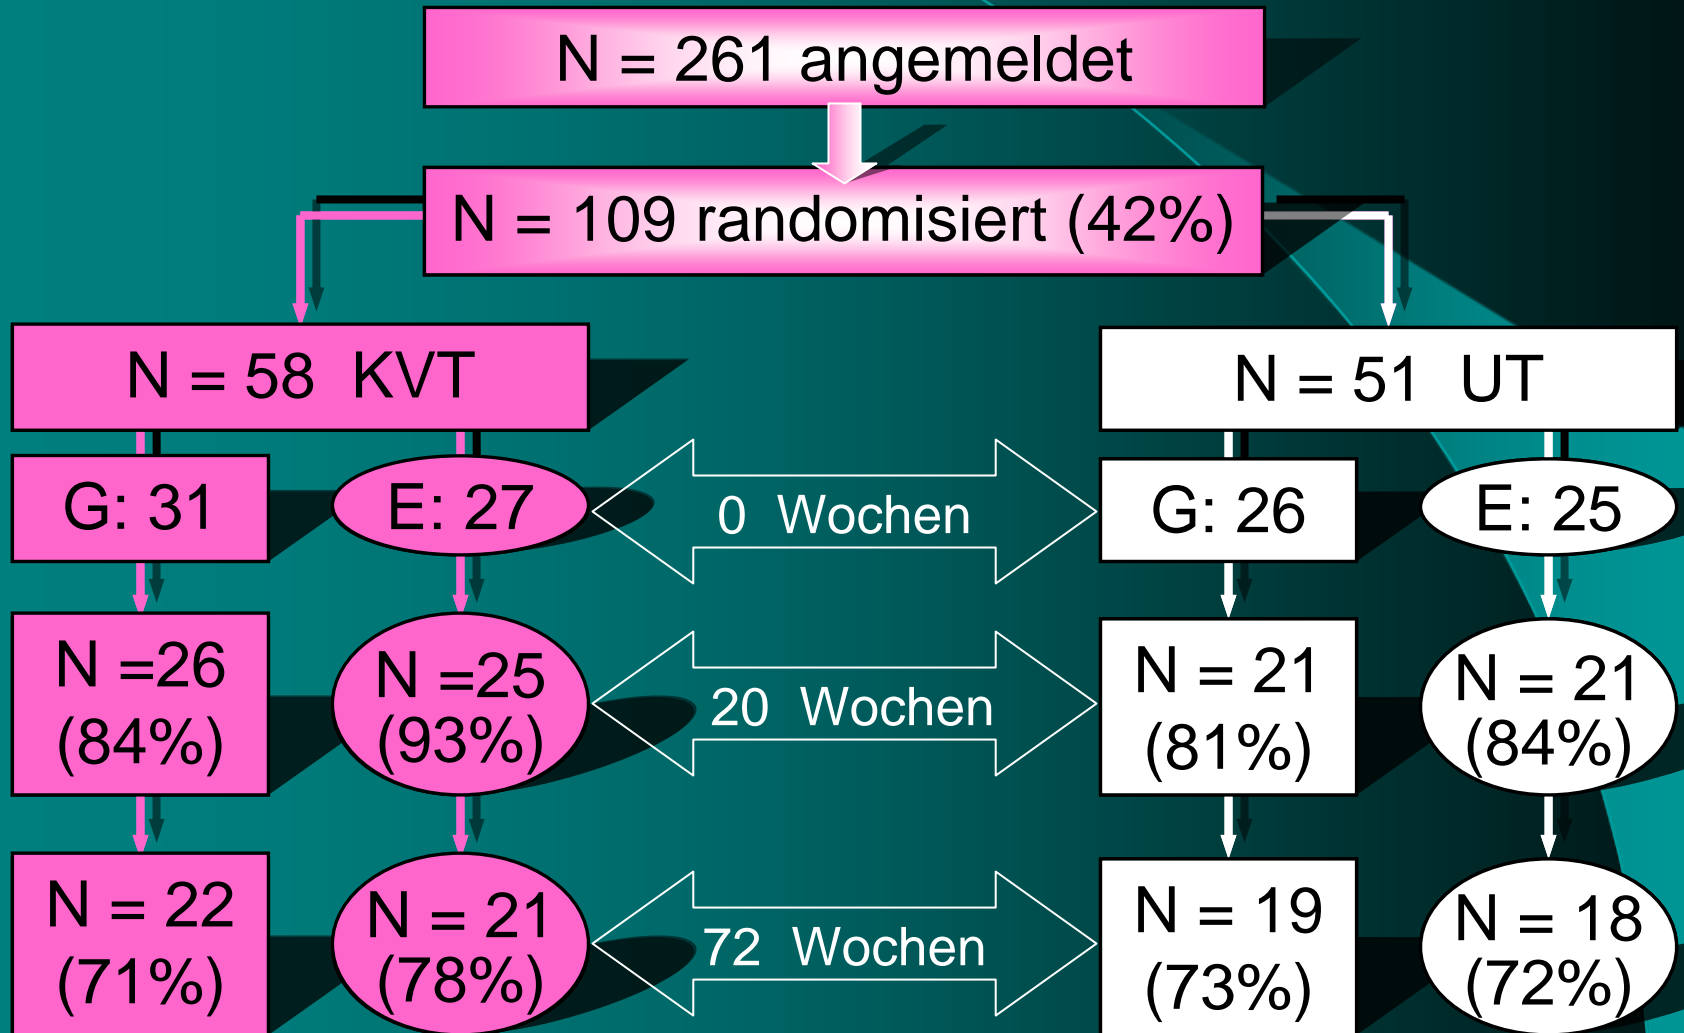 N = 261 angemeldet
N = 109 randomisiert (42%)
N = 58 KVT
N = 51 UT
G: 31
E: 27
0 Wochen
G: 26
E: 25
N =26
(84%)
N =25
(93%)
20 Wochen
N = 21
(81%)
N = 21
(84%)
N = 22
(71%)
N = 21
(78%)
72 Wochen
N = 19
(73%)
N = 18
(72%)